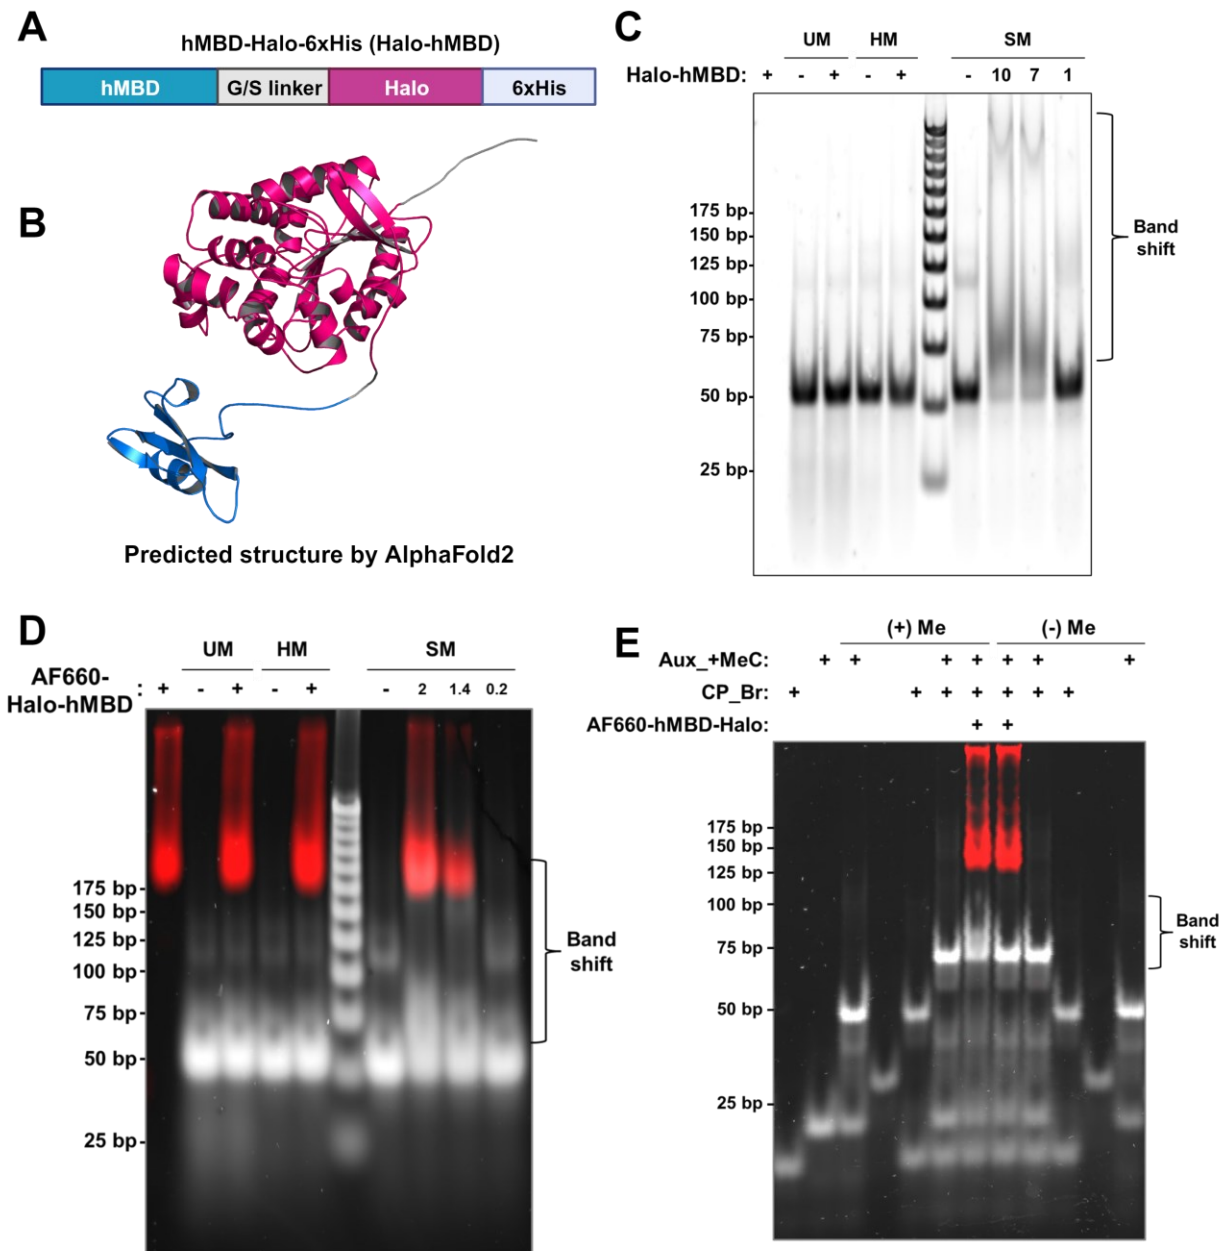 A
hMBD-Halo-6xHis (Halo-hMBD)
hMBD G/S linker Halo 6xHis
B
Predicted structure by AlphaFold2
C
UM HM SM
Halo-hMBD: + - + - + - 10 7 1
175 bp
150 bp
125 bp
100 bp
75 bp
50 bp
25 bp
Band
shift
D
UM HM SM
AF660-
Halo-hMBD : + - + - + - 2 1.4 0.2
175 bp
150 bp
125 bp
100 bp
75 bp
50 bp
25 bp
Band
shift
E
(+) Me (-) Me
Aux_+MeC: + + + + + + +
CP_Br: + + + + + + +
AF660-hMBD-Halo: + +
175 bp
150 bp
125 bp
100 bp
75 bp
50 bp
25 bp
Band
shift